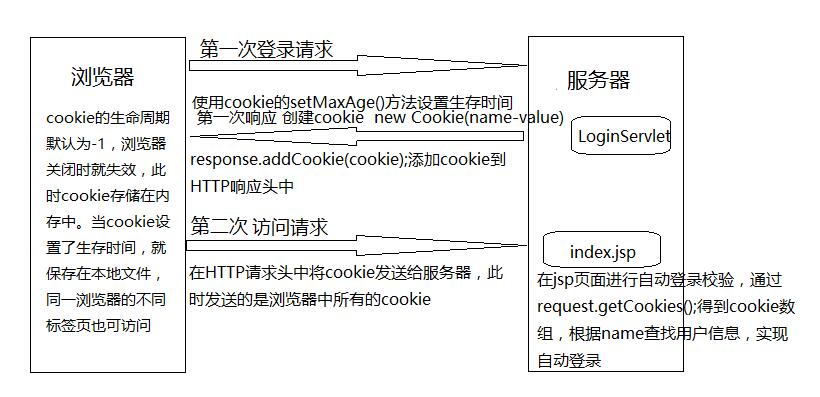 浏览器
cookie的生命周期
默认为-1，浏览器
关闭时就失效，此
时cookie存储在内
存中。当cookie设
置了生存时间，就
保存在本地文件，
同一浏览器的不同
标签页也可访问
第一次登录请求
使用cookie的setMaxAge()方法设置生存时间
第一次响应 创建cookie new Cookie(name-value)
response.addCookie(cookie);添加cookie到
HTTP响应头中
第二次 访问请求
在HTTP请求头中将cookie发送给服务器，此
时发送的是浏览器中所有的cookie
服务器
LoginServlet
index.jsp
在jsp页面进行自动登录校验，通过
request.getCookies();得到cookie数
组，根据name查找用户信息，实现
自动登录